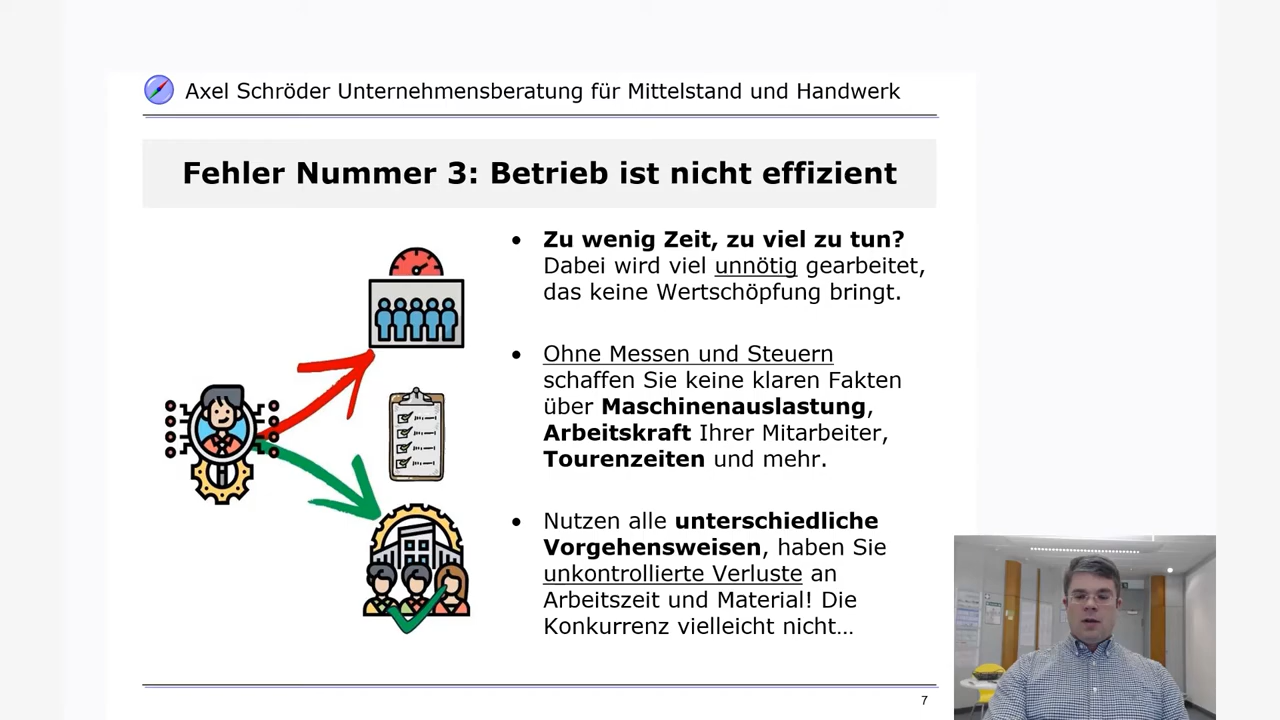 Axel Schröder Unternehmensberatung für Mittelstand und Handwerk
Fehler Nummer 3: Betrieb ist nicht effizient
• Zu wenig Zeit, zu viel zu tun?
Dabei wird viel unnötig gearbeitet,
das keine Wertschöpfung bringt.
• Ohne Messen und Steuern
schaffen Sie keine klaren Fakten
über Maschinenauslastung,
Arbeitskraft Ihrer Mitarbeiter,
Tourenzeiten und mehr.
• Nutzen alle unterschiedliche
Vorgehensweisen, haben Sie
unkontrollierte Verluste an
Arbeitszeit und Material! Die
Konkurrenz vielleicht nicht…
7